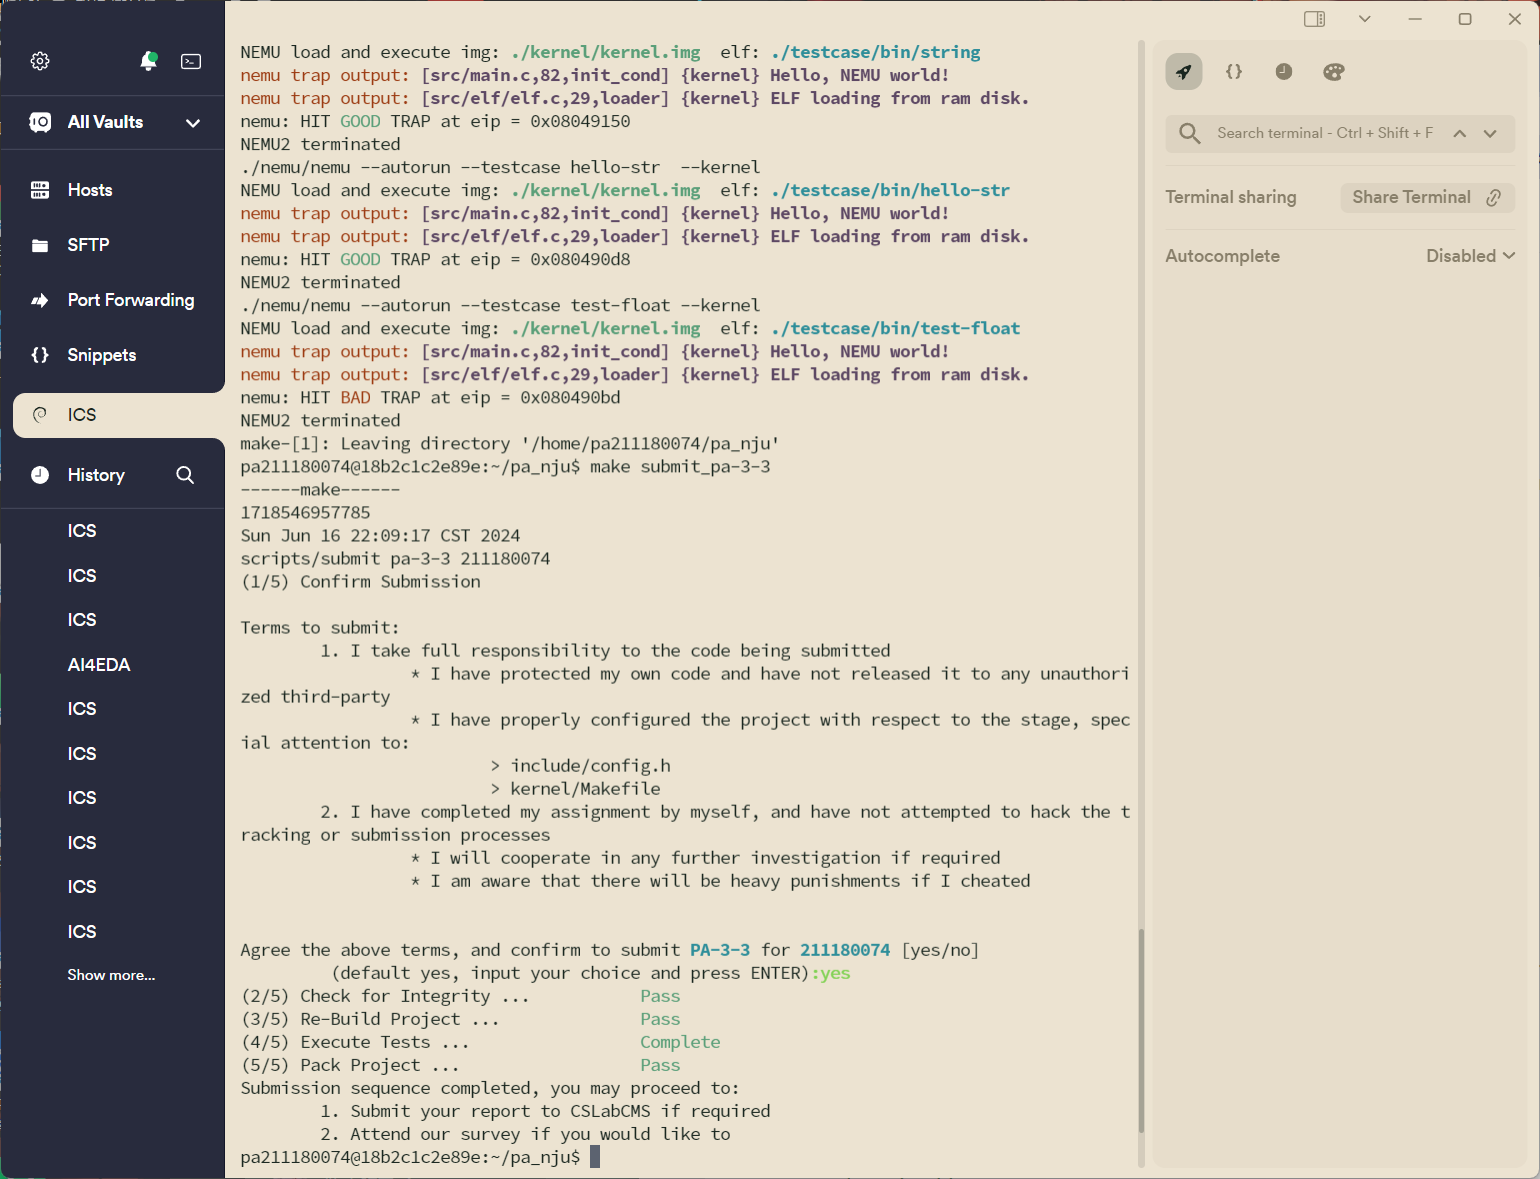 All Vaults
Hosts
SFTP
Port Forwarding
Snippets
ICS
History
ICS
ICS
ICS
AI4EDA
ICS
ICS
ICS
ICS
ICS
ICS
Show more...
NEMU load and execute img: ./kernel/kernel.img  elf: ./testcase/bin/string
nemu trap output: [src/main.c,82,init_cond] {kernel} Hello, NEMU world!
nemu trap output: [src/elf/elf.c,29,loader] {kernel} ELF loading from ram disk.
nemu: HIT GOOD TRAP at eip = 0x08049150
NEMU2 terminated
./nemu/nemu --autorun --testcase hello-str  --kernel
NEMU load and execute img: ./kernel/kernel.img  elf: ./testcase/bin/hello-str
nemu trap output: [src/main.c,82,init_cond] {kernel} Hello, NEMU world!
nemu trap output: [src/elf/elf.c,29,loader] {kernel} ELF loading from ram disk.
nemu: HIT GOOD TRAP at eip = 0x080490d8
NEMU2 terminated
./nemu/nemu --autorun --testcase test-float --kernel
NEMU load and execute img: ./kernel/kernel.img  elf: ./testcase/bin/test-float
nemu trap output: [src/main.c,82,init_cond] {kernel} Hello, NEMU world!
nemu trap output: [src/elf/elf.c,29,loader] {kernel} ELF loading from ram disk.
nemu: HIT BAD TRAP at eip = 0x080490bd
NEMU2 terminated
make-[1]: Leaving directory '/home/pa211180074/pa_nju'
pa211180074@18b2c1c2e89e:~/pa_nju$ make submit_pa-3-3
------make------
1718546957785
Sun Jun 16 22:09:17 CST 2024
scripts/submit pa-3-3 211180074
(1/5) Confirm Submission
Terms to submit:
1. I take full responsibility to the code being submitted
* I have protected my own code and have not released it to any unauthori
zed third-party
* I have properly configured the project with respect to the stage, spec
ial attention to:
> include/config.h
> kernel/Makefile
2. I have completed my assignment by myself, and have not attempted to hack the t
racking or submission processes
* I will cooperate in any further investigation if required
* I am aware that there will be heavy punishments if I cheated
Agree the above terms, and confirm to submit PA-3-3 for 211180074 [yes/no]
(default yes, input your choice and press ENTER):yes
(2/5) Check for Integrity ... Pass
(3/5) Re-Build Project ... Pass
(4/5) Execute Tests ... Complete
(5/5) Pack Project ... Pass
Submission sequence completed, you may proceed to:
1. Submit your report to CSLabCMS if required
2. Attend our survey if you would like to
pa211180074@18b2c1c2e89e:~/pa_nju$
Search terminal - Ctrl + Shift + F
Terminal sharing
Share Terminal
Autocomplete
Disabled